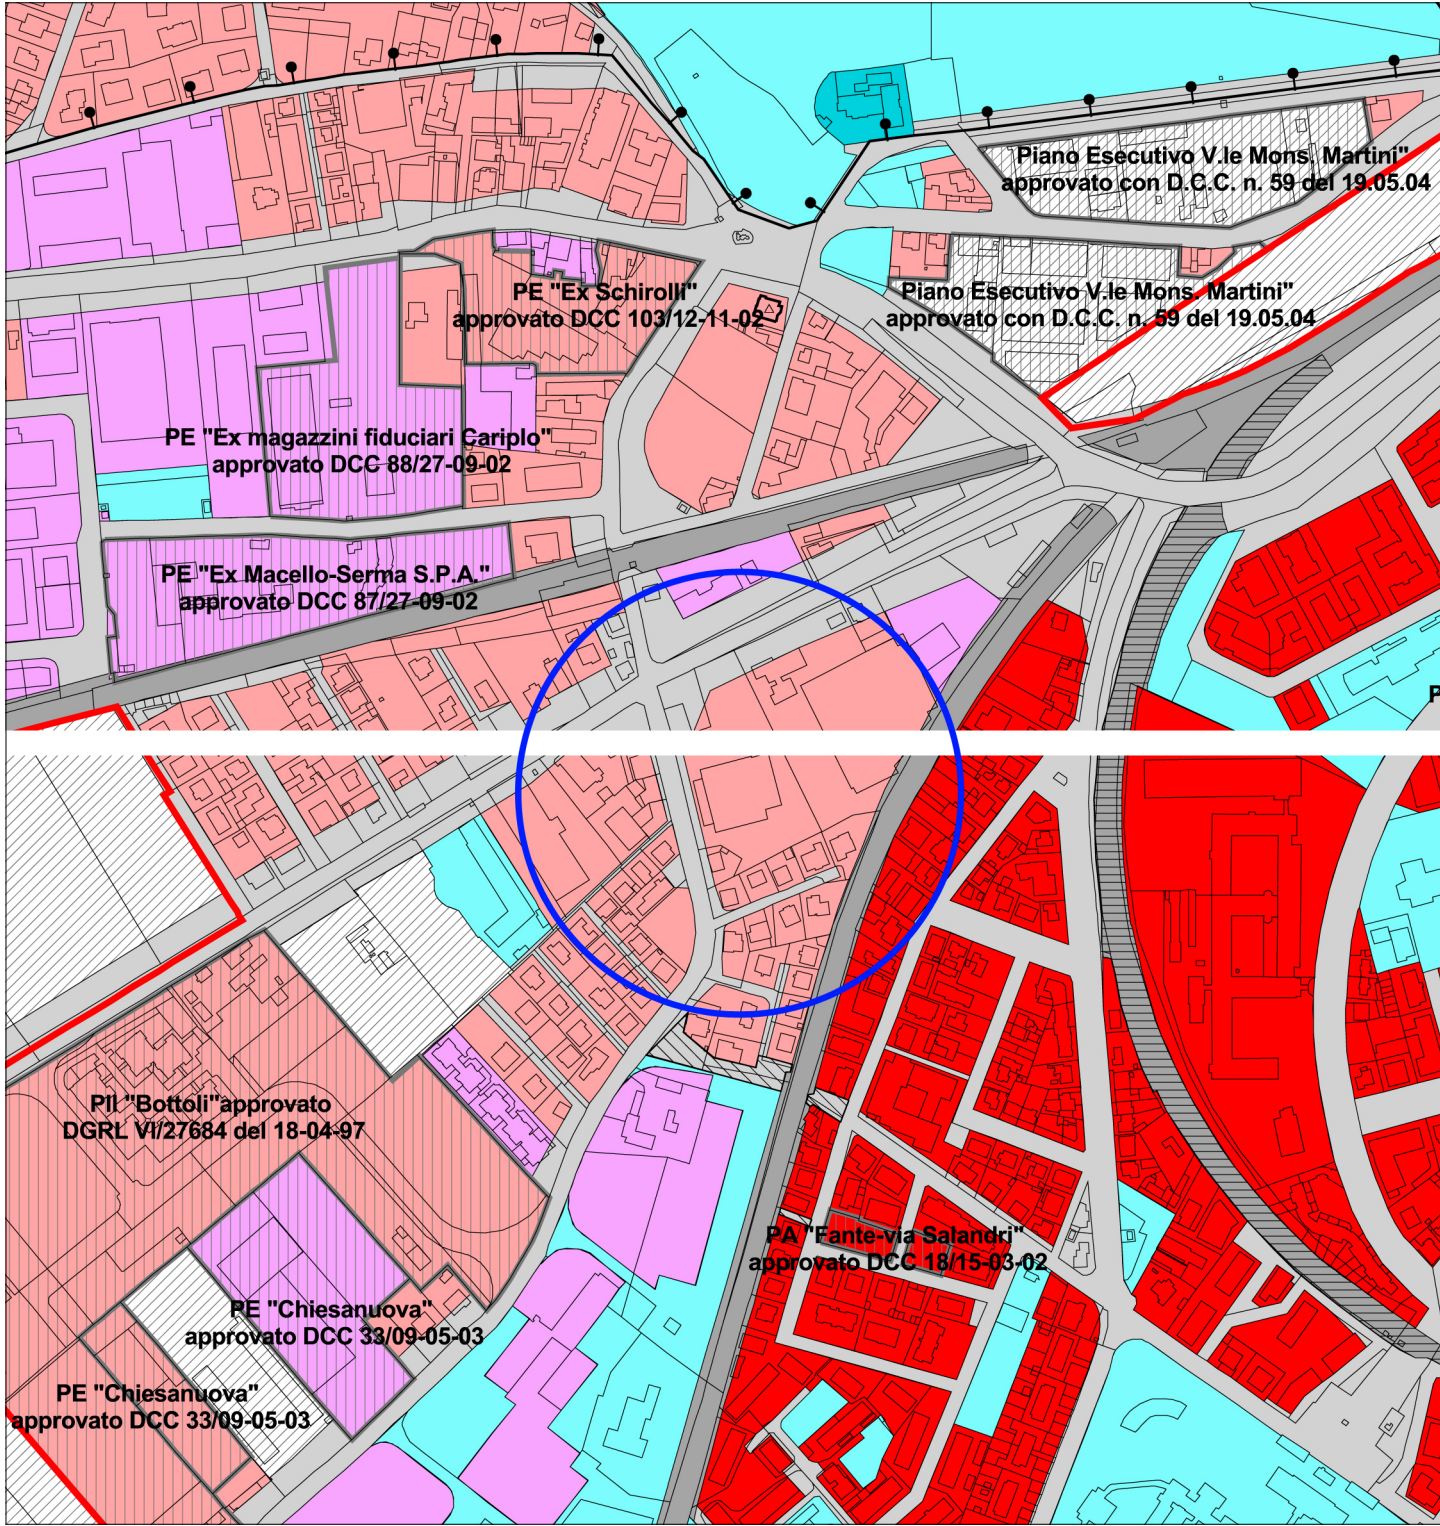 Piano Esecutivo V.le Mons. Martini"
approvato con D.C.C. n. 59 del 19.05.04
PE "Ex Schirolli"
approvato DCC 103/12-11-02
Piano Esecutivo V.le Mons. Martini"
approvato con D.C.C. n. 59 del 19.05.04
PE "Ex magazzini fiduciari Cariplo"
approvato DCC 88/27-09-02
PE "Ex Macello-Serma S.P.A."
approvato DCC 87/27-09-02
P
PII "Bottoli"approvato
DGRL VI/27684 del 18-04-97
PA "Fante-via Salandri"
approvato DCC 18/15-03-02
PE "Chiesanuova"
approvato DCC 33/09-05-03
PE "Chiesanuova"
approvato DCC 33/09-05-03